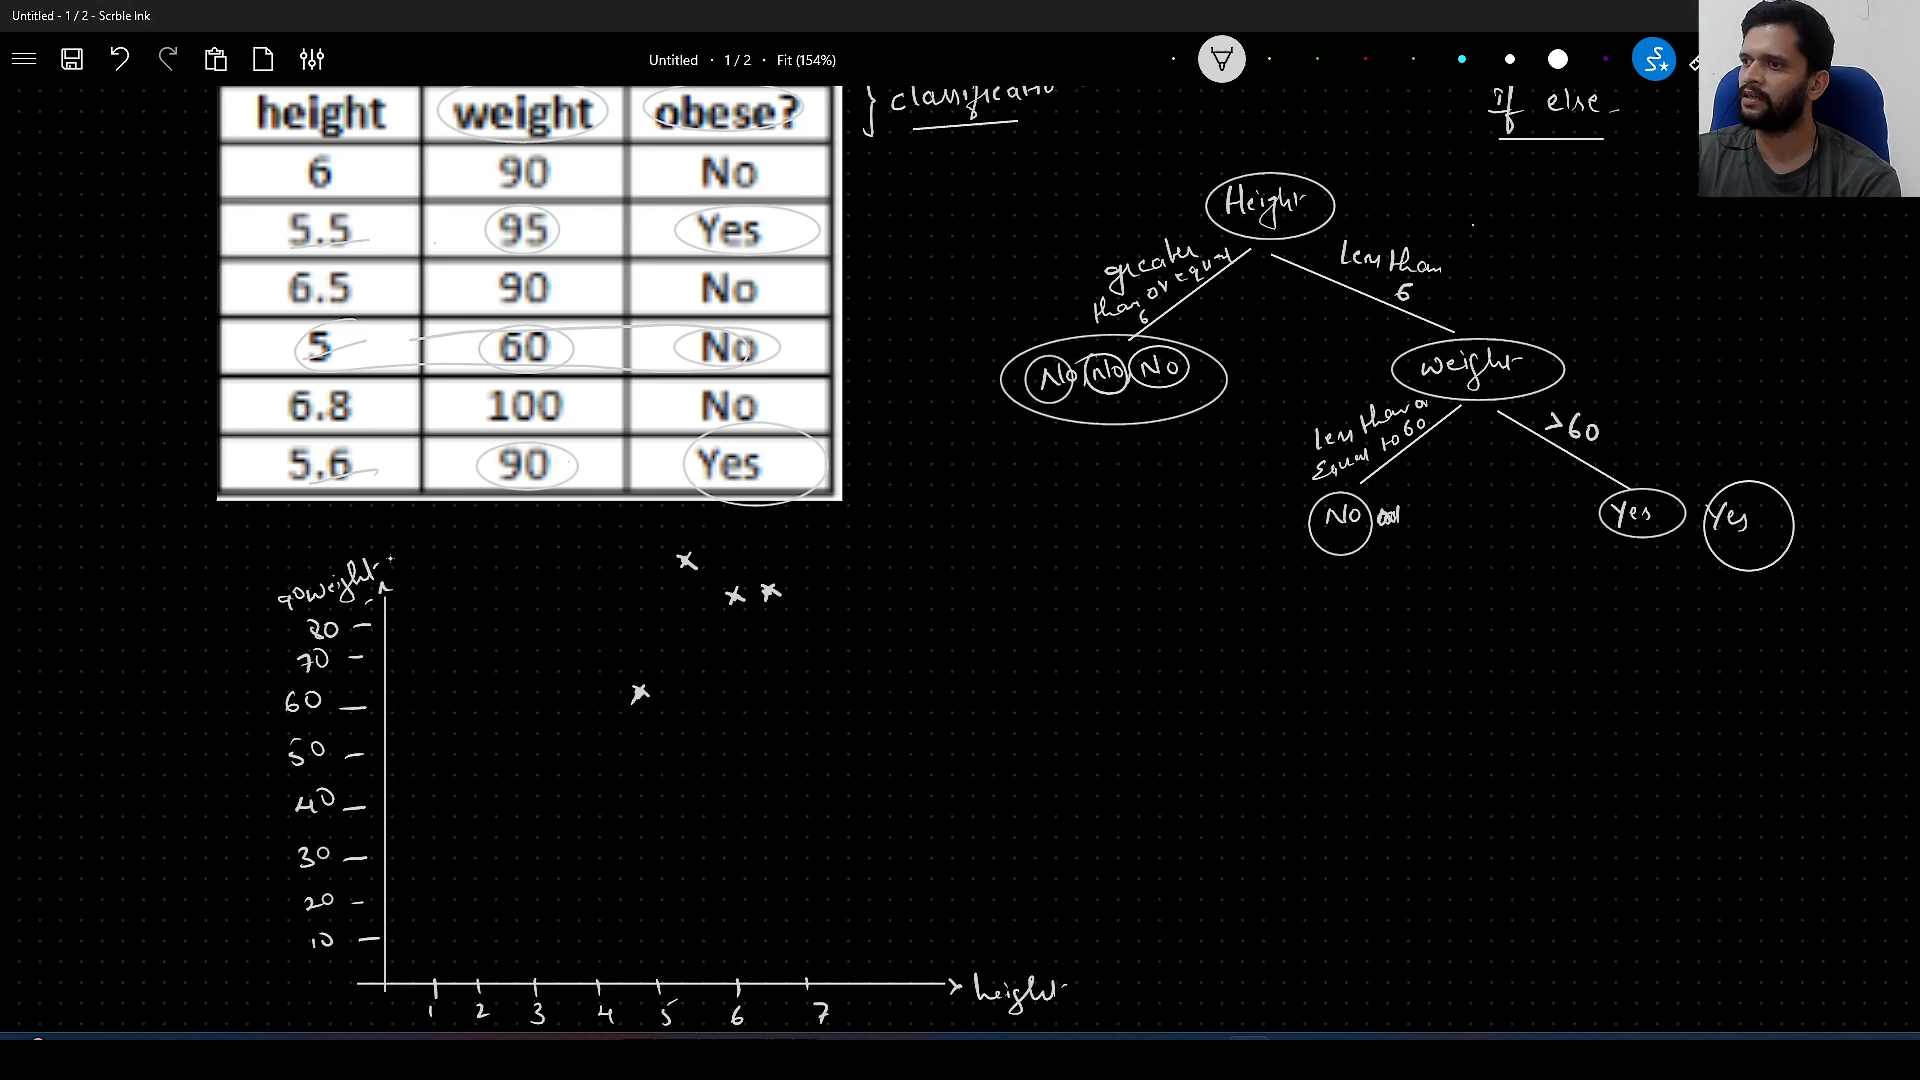 Untitled - 1 / 2 - Scrble Ink
Untitled · 1 / 2 · Fit (154%)
height weight obese?
6 90 No
5.5 95 Yes
6.5 90 No
5 60 No
6.8 100 No
5.6 90 Yes
} classification
If else
Height
greater
than or equal
6
Less than
6
No No No
weight
Less than or
Equal to 60
>60
No
Yes Yes
weight
90
80
70
60
50
40
30
20
10
1 2 3 4 5 6 7
height